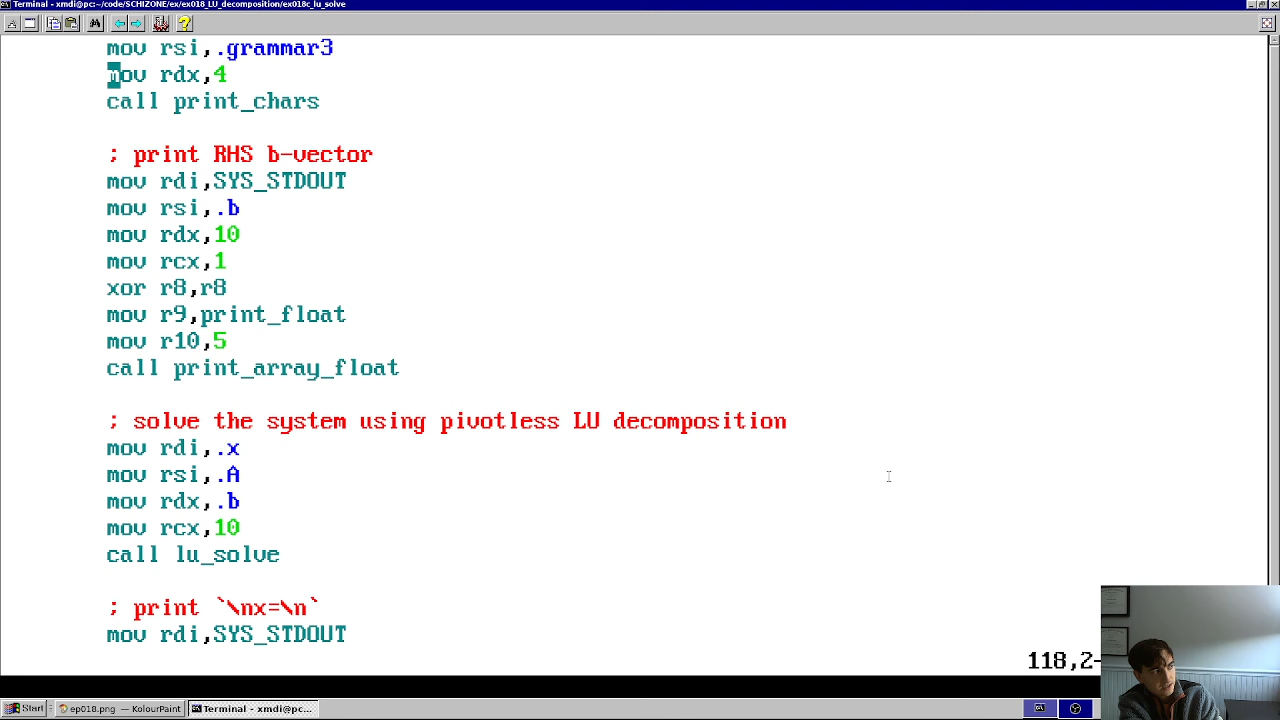 Terminal - xmdi@pc:~/code/SCHIZONE/ex/ex018_LU_decomposition/ex018c_lu_solve
mov rsi,.grammar3
mov rdx,4
call print_chars
; print RHS b-vector
mov rdi,SYS_STDOUT
mov rsi,.b
mov rdx,10
mov rcx,1
xor r8,r8
mov r9,print_float
mov r10,5
call print_array_float
; solve the system using pivotless LU decomposition
mov rdi,.x
mov rsi,.A
mov rdx,.b
mov rcx,10
call lu_solve
; print `\nx=\n`
mov rdi,SYS_STDOUT
118,2-
Start
ep018.png — KolourPaint
Terminal - xmdi@pc:~/c...